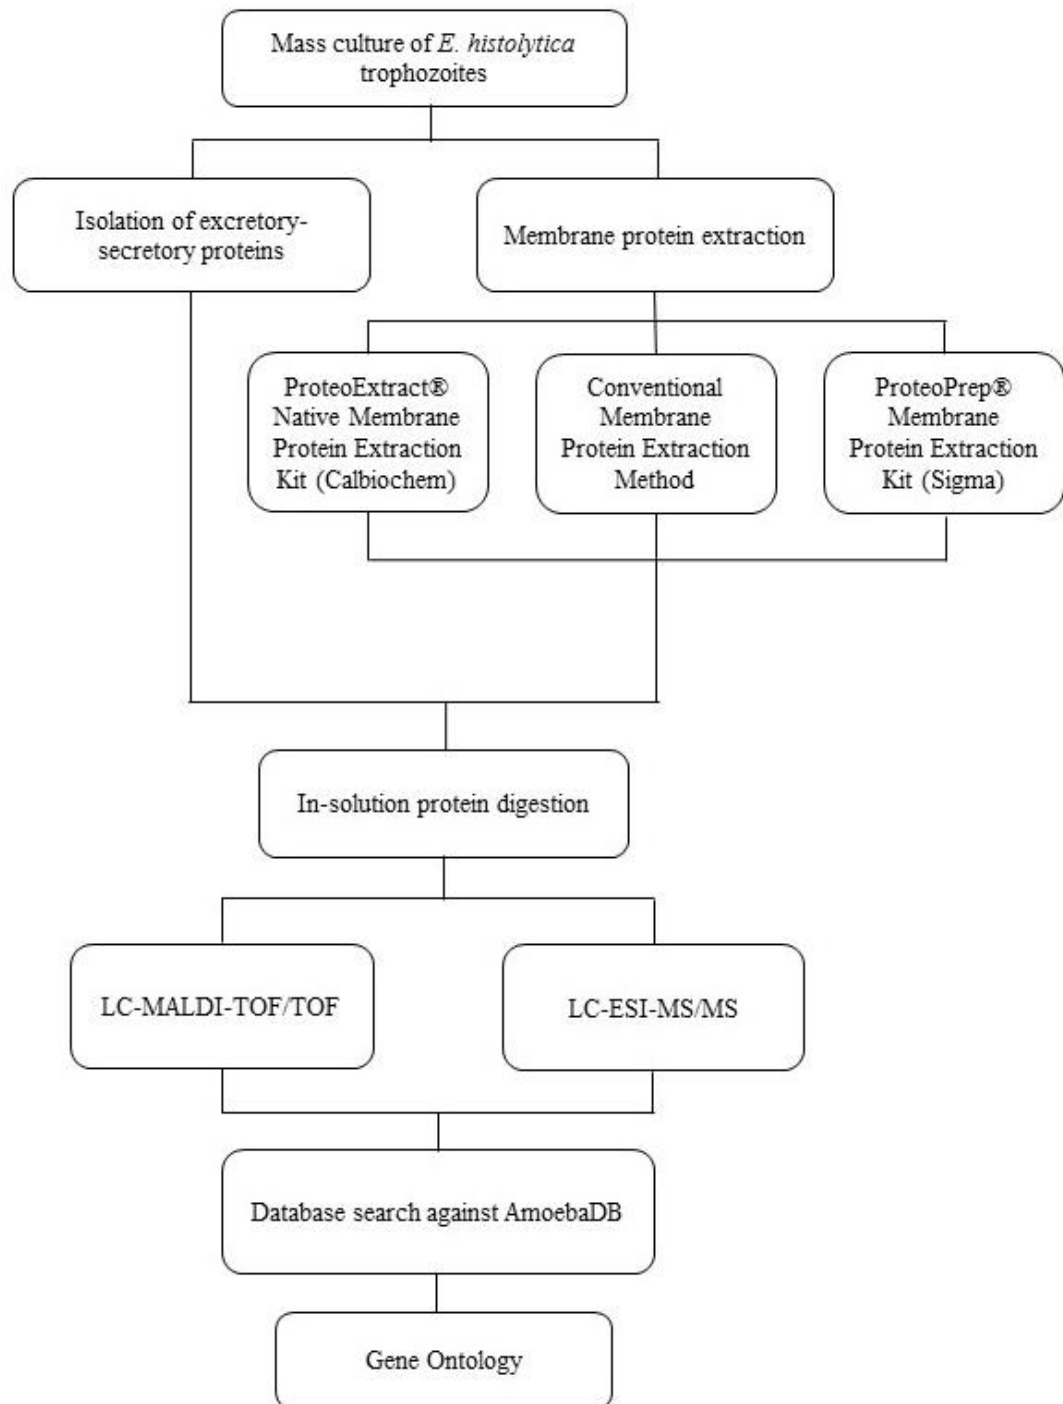 Mass culture of E. histolytica
trophozoites
Isolation of excretory-
secretory proteins
Membrane protein extraction
ProteoExtract®
Native Membrane
Protein Extraction
Kit (Calbiochem)
Conventional
Membrane
Protein Extraction
Method
ProteoPrep®
Membrane
Protein Extraction
Kit (Sigma)
In-solution protein digestion
LC-MALDI-TOF/TOF
LC-ESI-MS/MS
Database search against AmoebaDB
Gene Ontology